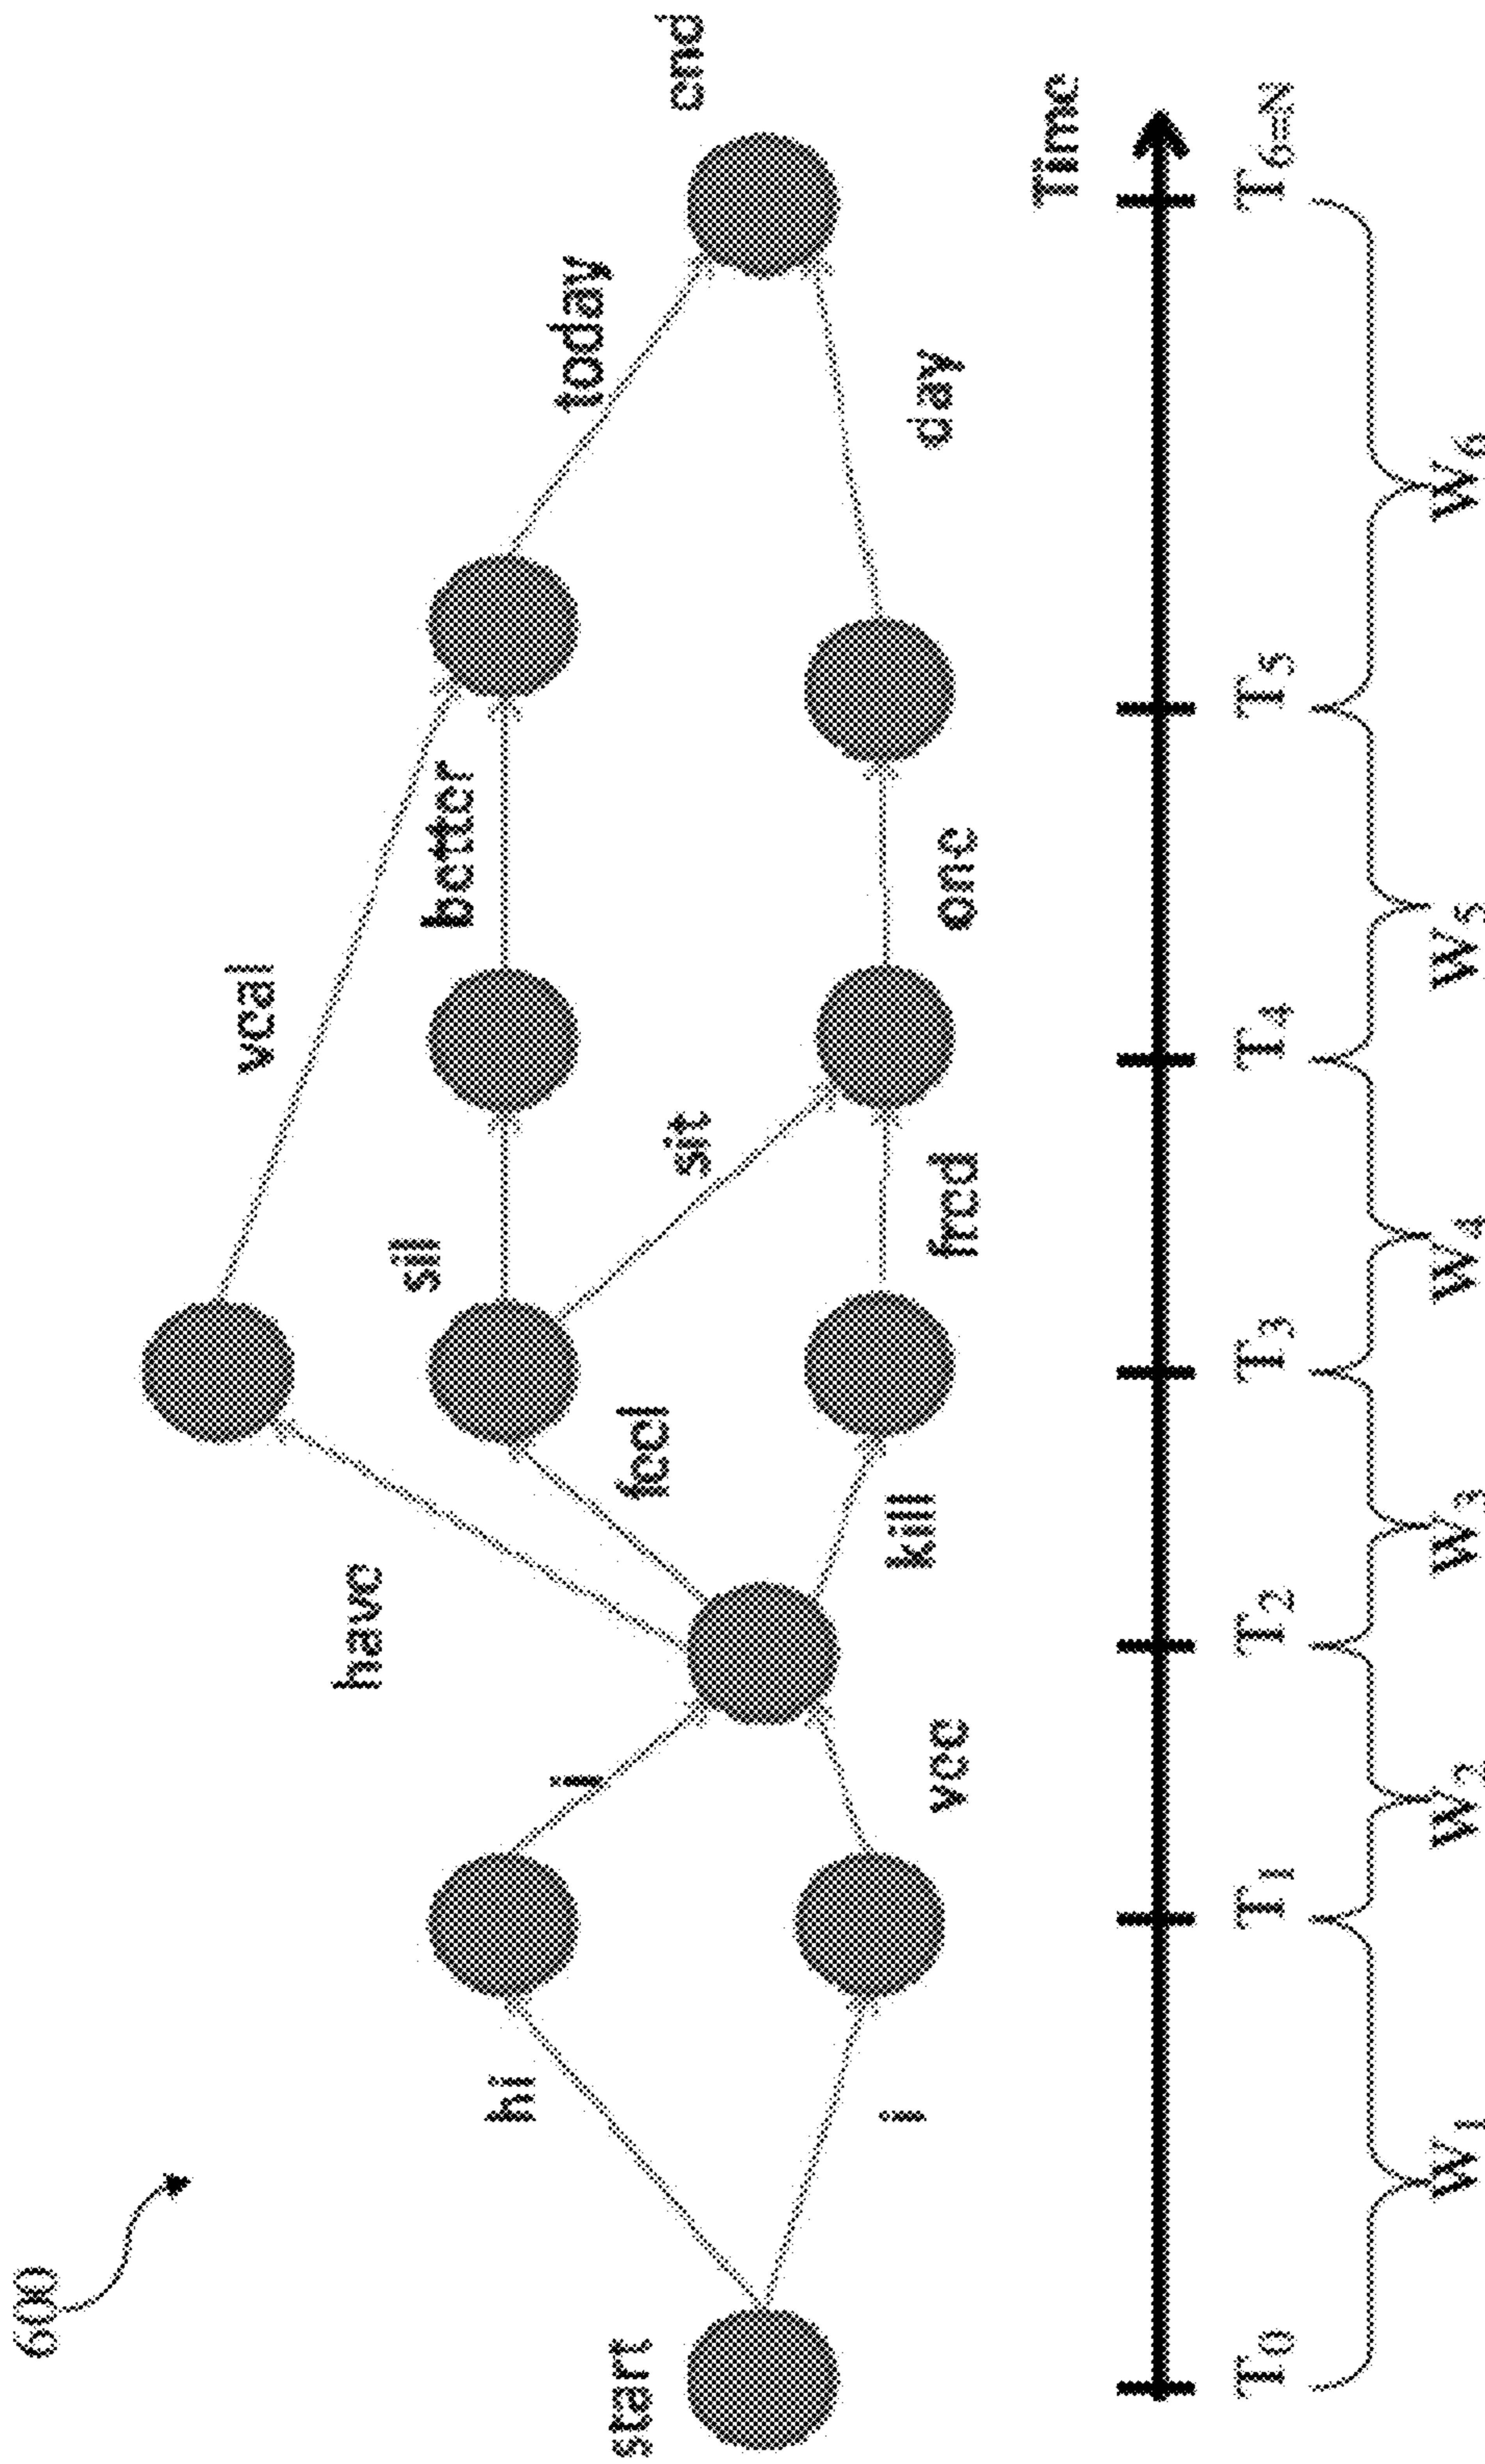 600
start
hi
i
i
vee
have
feel
kill
sil
sit
fred
veal
better
one
today
day
end
Time
T0 T1 T2 T3 T4 T5 T6=N
W1 W2 W3 W4 W5 W6